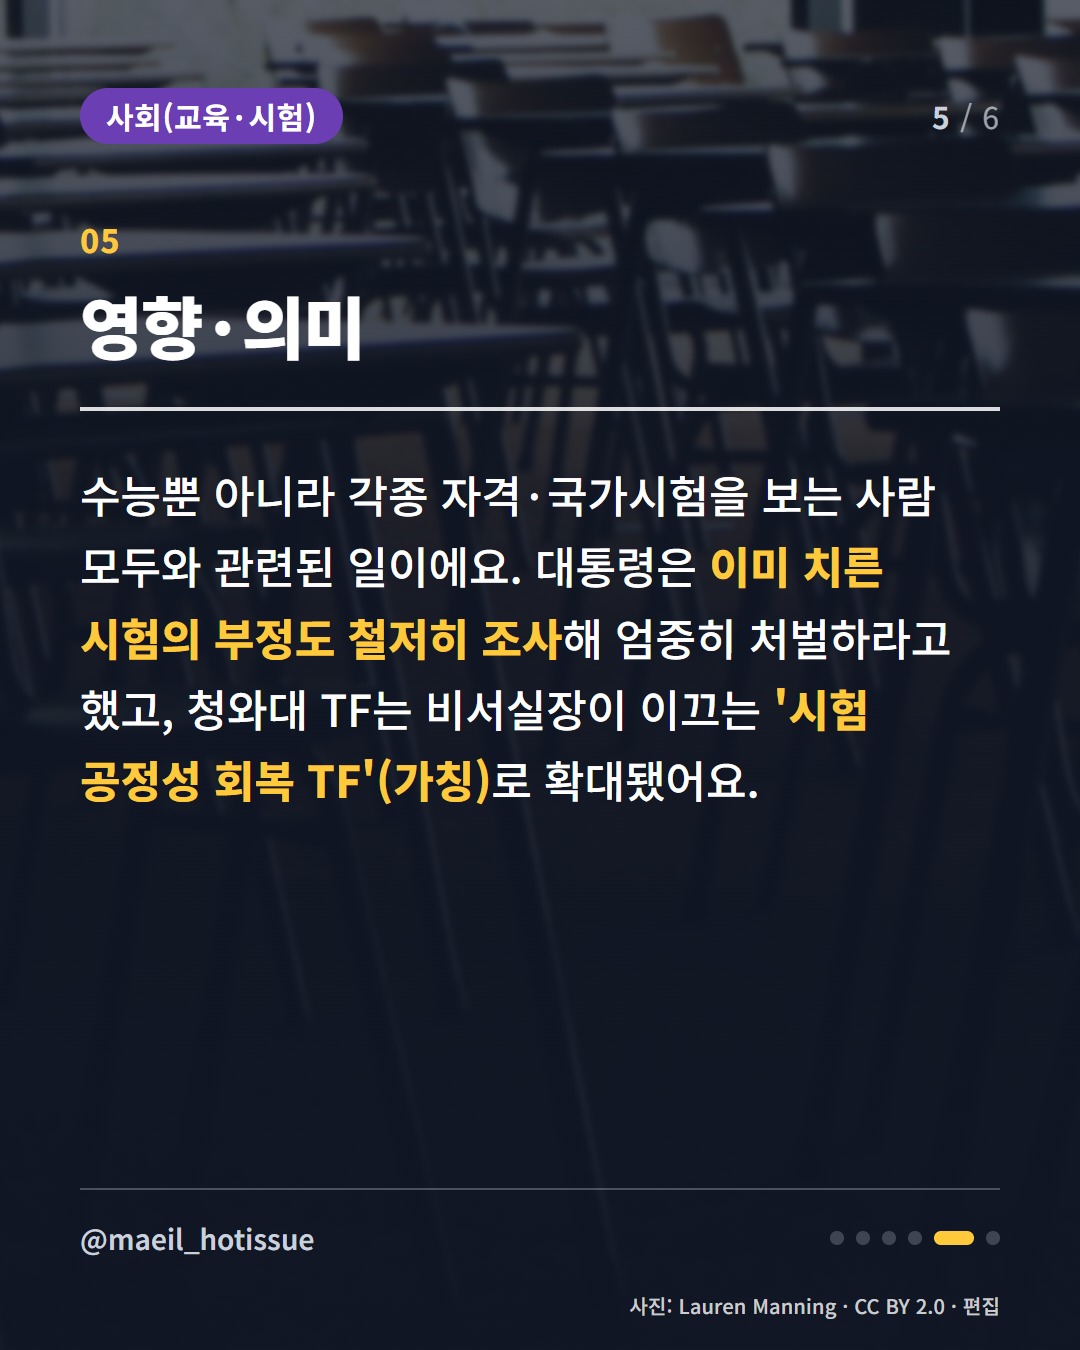 사회(교육·시험)
5 / 6
05
영향·의미
수능뿐 아니라 각종 자격·국가시험을 보는 사람
모두와 관련된 일이에요. 대통령은 이미 치른
시험의 부정도 철저히 조사해 엄중히 처벌하라고
했고, 청와대 TF는 비서실장이 이끄는 '시험
공정성 회복 TF'(가칭)로 확대됐어요.
@maeil_hotissue
사진: Lauren Manning · CC BY 2.0 · 편집